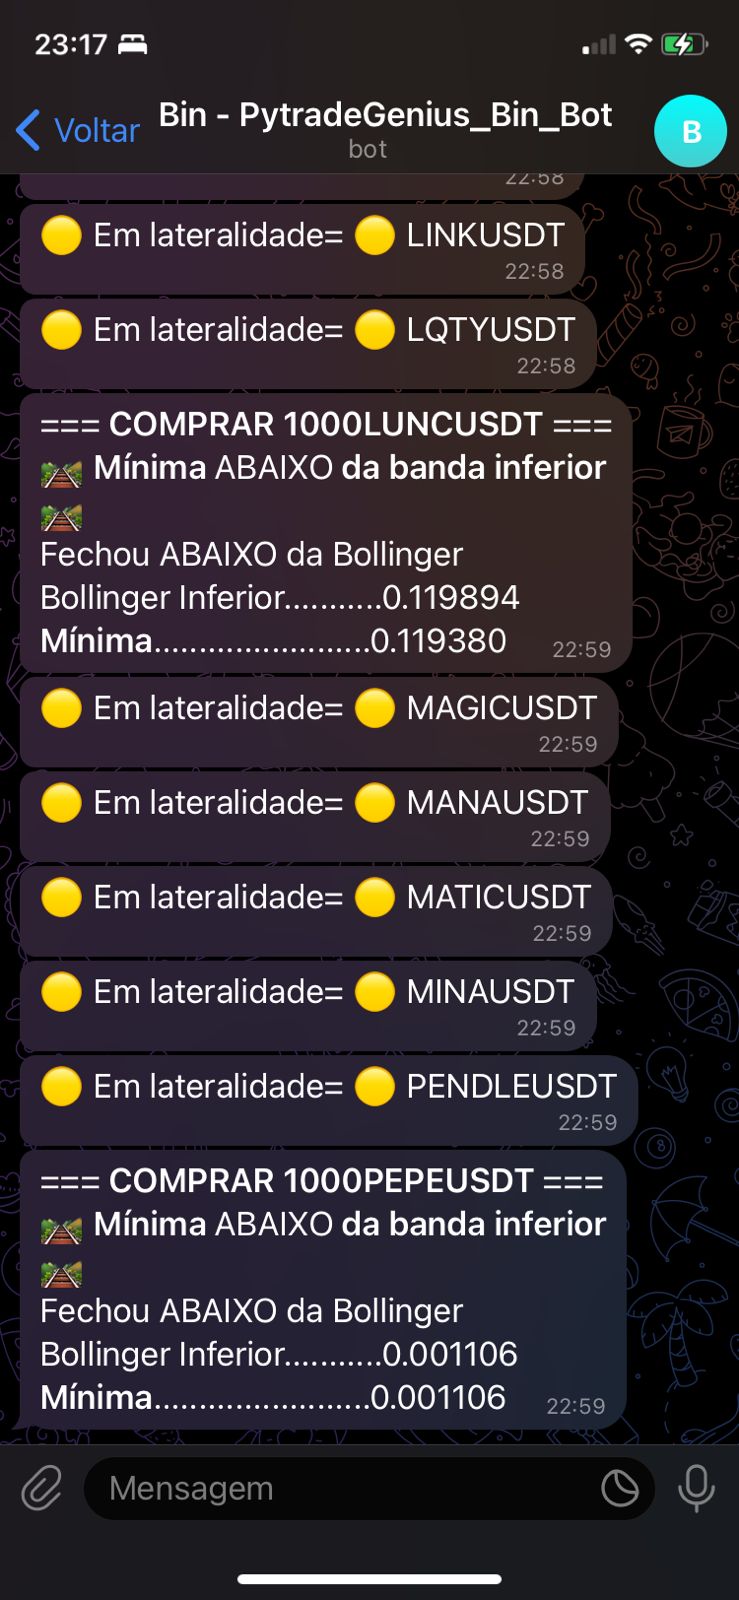 23:17
Voltar
Bin - PytradeGenius_Bin_Bot
bot
B
22:58
Em lateralidade= LINKUSDT
22:58
Em lateralidade= LQTYUSDT
22:58
=== COMPRAR 1000LUNCUSDT ===
Mínima ABAIXO da banda inferior
Fechou ABAIXO da Bollinger
Bollinger Inferior...........0.119894
Mínima........................0.119380
22:59
Em lateralidade= MAGICUSDT
22:59
Em lateralidade= MANAUSDT
22:59
Em lateralidade= MATICUSDT
22:59
Em lateralidade= MINAUSDT
22:59
Em lateralidade= PENDLEUSDT
22:59
=== COMPRAR 1000PEPEUSDT ===
Mínima ABAIXO da banda inferior
Fechou ABAIXO da Bollinger
Bollinger Inferior...........0.001106
Mínima........................0.001106
22:59
Mensagem